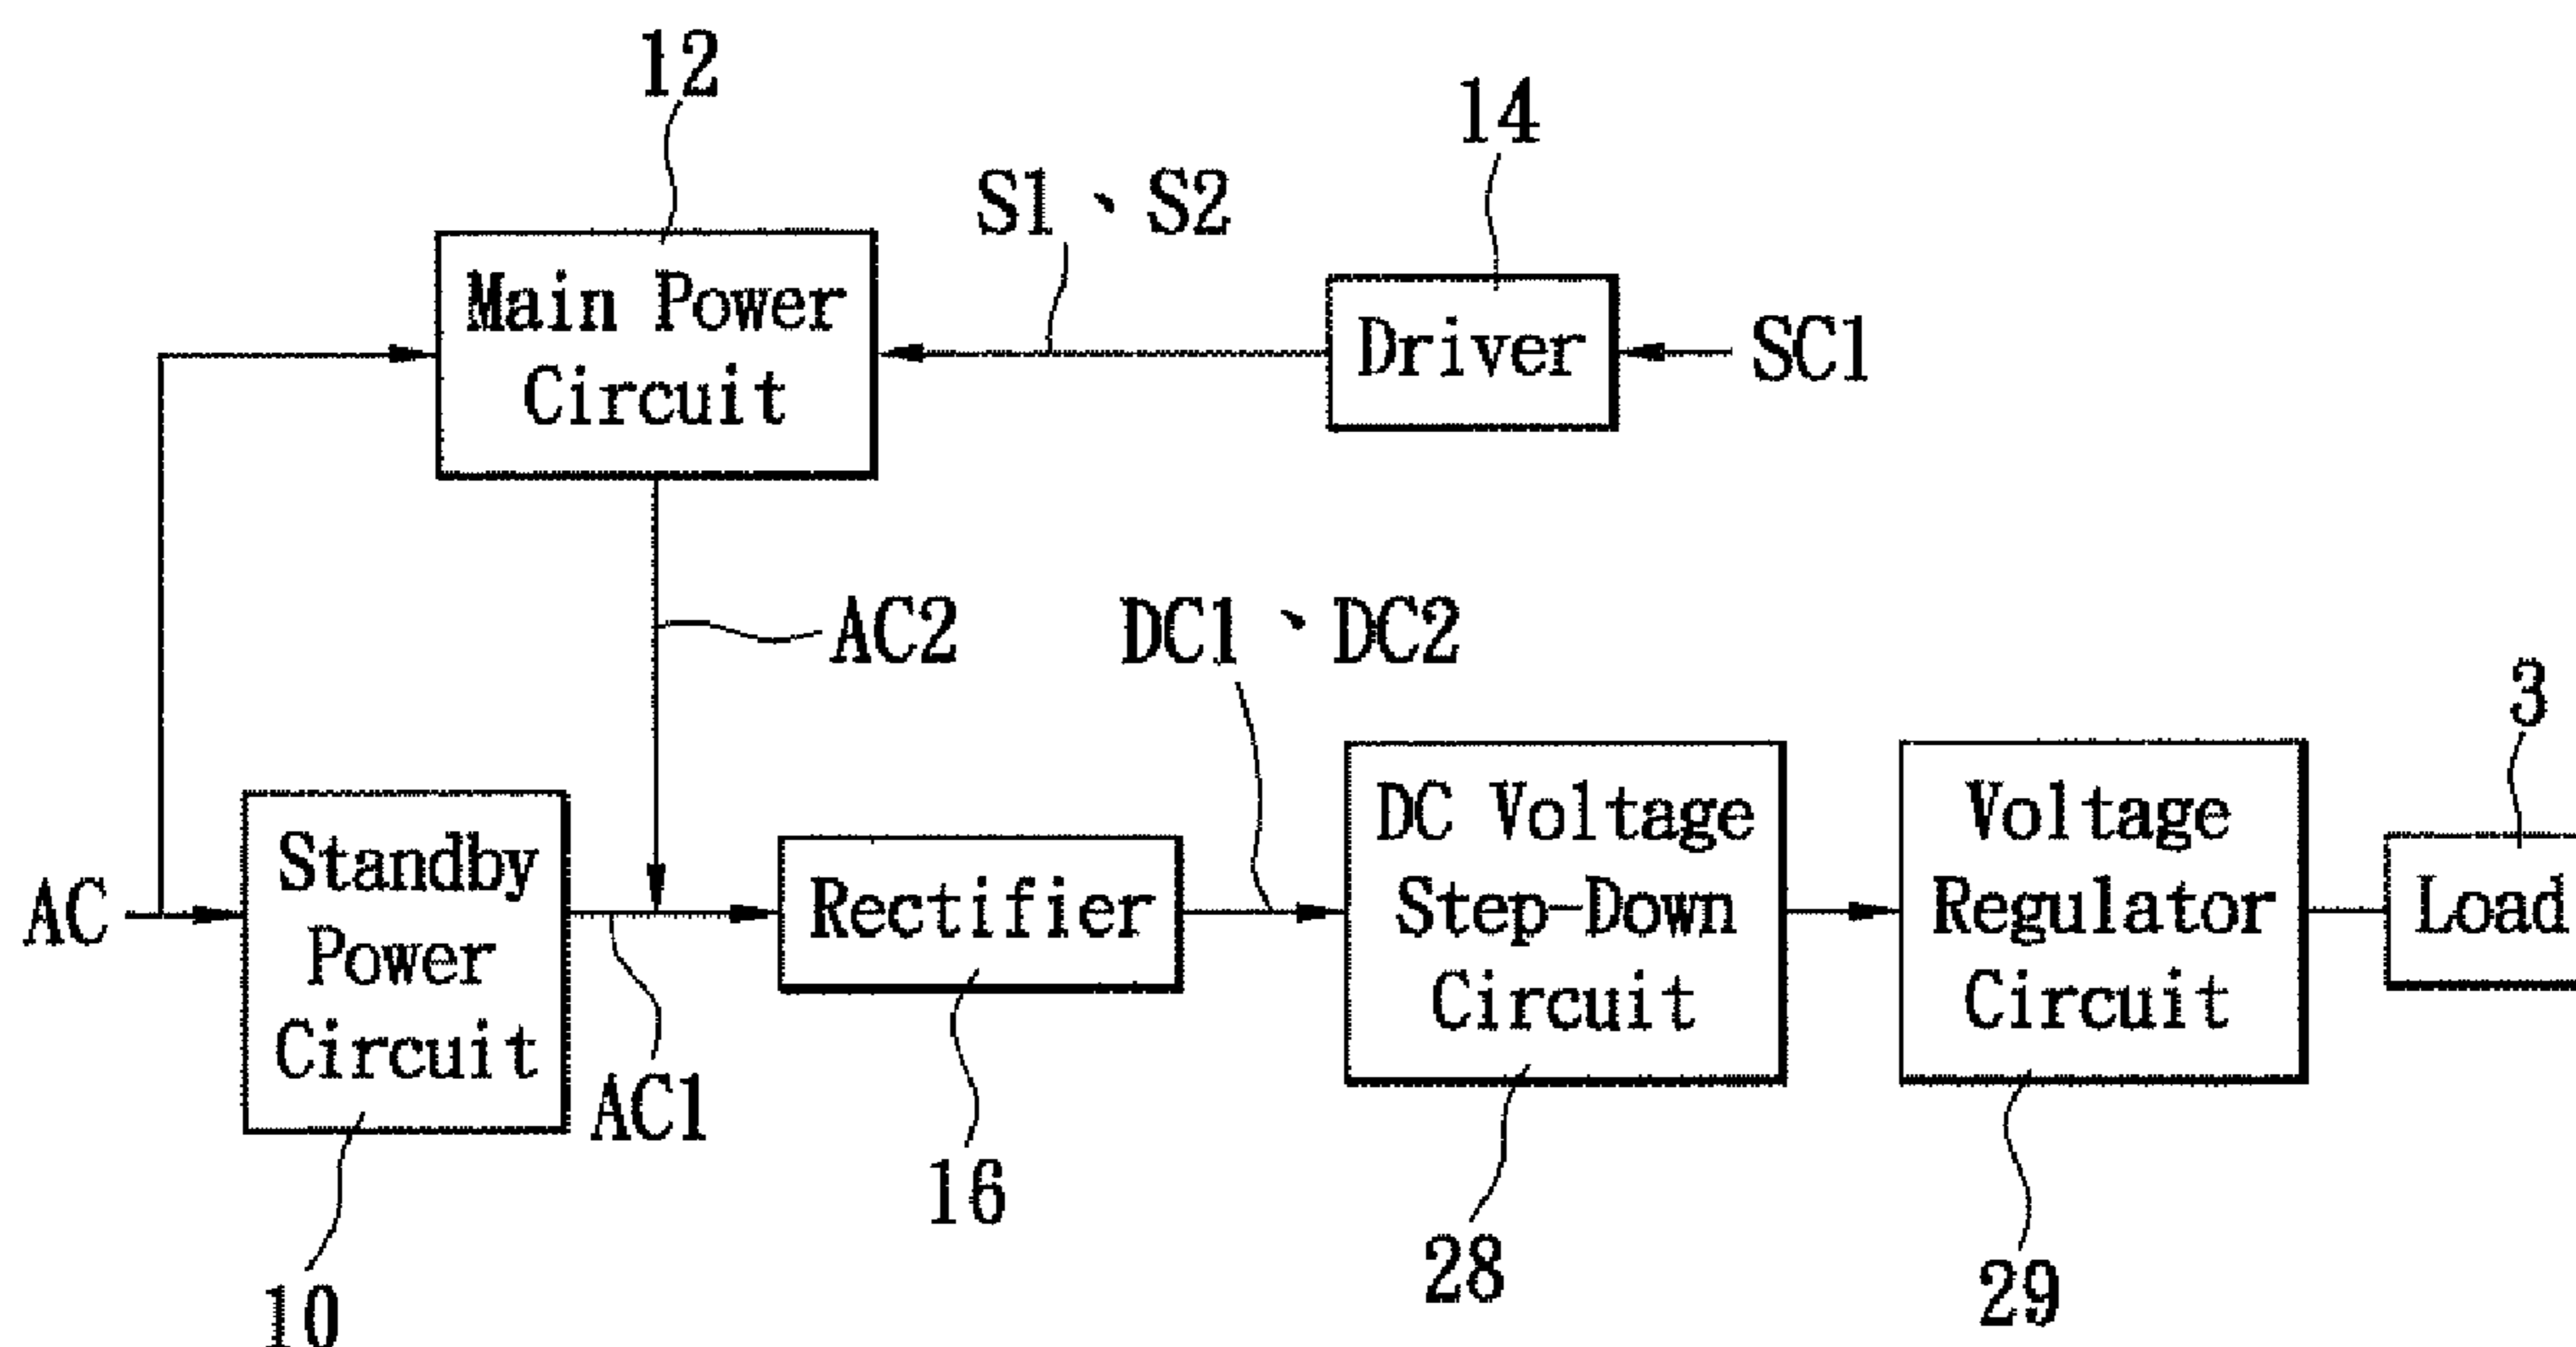 12
14
S1、S2
Main Power
Circuit
Driver
SC1
AC2
DC1、DC2
3
AC
Standby
Power
Circuit
AC1
Rectifier
16
DC Voltage
Step-Down
Circuit
Voltage
Regulator
Circuit
Load
10
28
29